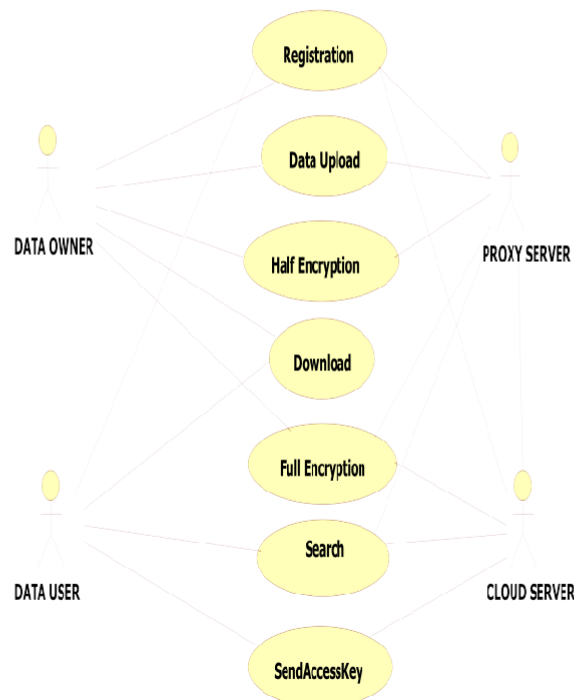 Registration
Data Upload
DATA OWNER
PROXY SERVER
Half Encryption
Download
Full Encryption
Search
DATA USER
CLOUD SERVER
SendAccessKey